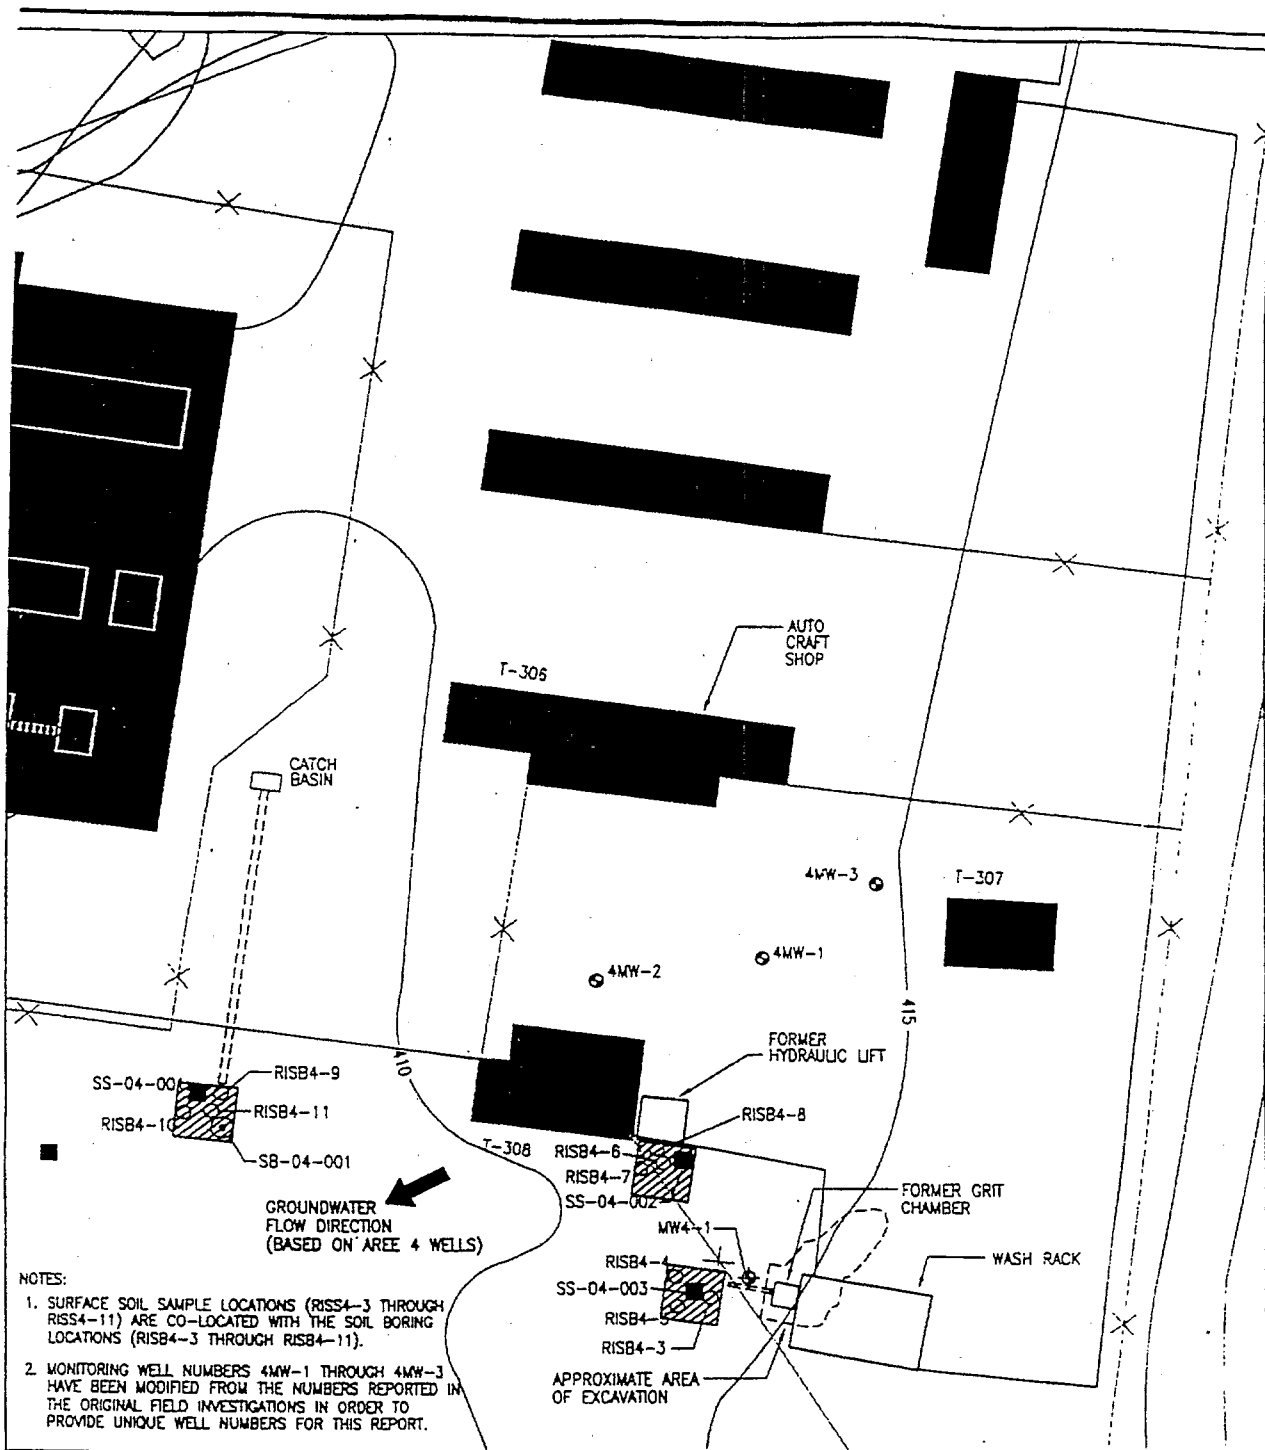 AUTO
CRAFT
SHOP
T-306
CATCH
BASIN
4MW-3
T-307
4MW-1
4MW-2
415
FORMER
HYDRAULIC LIFT
410
RISB4-9
SS-04-001
RISB4-11
RISB4-10
SB-04-001
RISB4-8
T-308
RISB4-6
RISB4-7
SS-04-002
FORMER GRIT
CHAMBER
GROUNDWATER
FLOW DIRECTION
(BASED ON AREE 4 WELLS)
MW4-1
WASH RACK
RISB4-4
SS-04-003
RISB4-5
RISB4-3
APPROXIMATE AREA
OF EXCAVATION
NOTES:
1. SURFACE SOIL SAMPLE LOCATIONS (RISS4-3 THROUGH
RISS4-11) ARE CO-LOCATED WITH THE SOIL BORING
LOCATIONS (RISB4-3 THROUGH RISB4-11).
2. MONITORING WELL NUMBERS 4MW-1 THROUGH 4MW-3
HAVE BEEN MODIFIED FROM THE NUMBERS REPORTED IN
THE ORIGINAL FIELD INVESTIGATIONS IN ORDER TO
PROVIDE UNIQUE WELL NUMBERS FOR THIS REPORT.